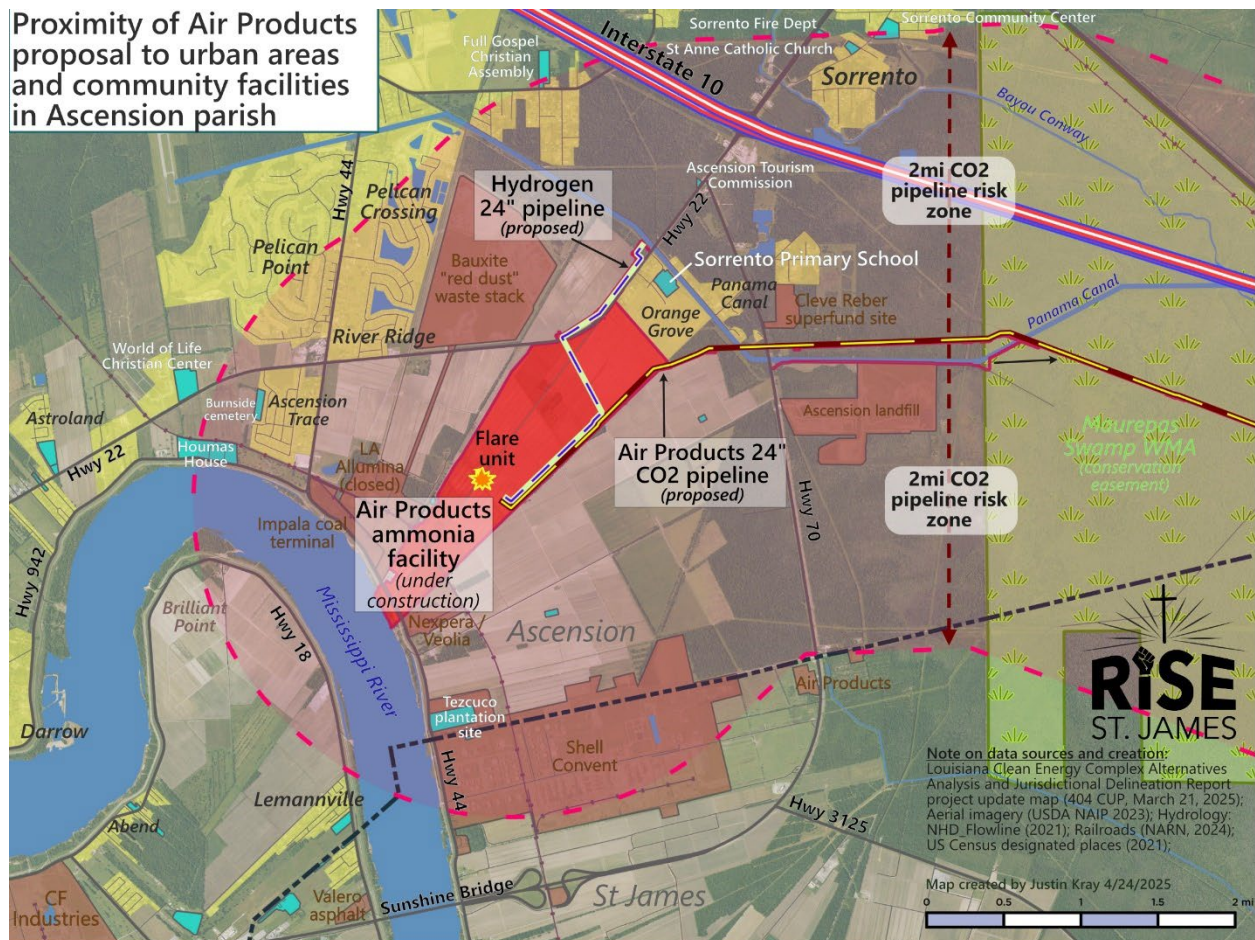 Proximity of Air Products
proposal to urban areas
and community facilities
in Ascension parish
Sorrento Fire Dept
Sorrento Community Center
Full Gospel
Christian
Assembly
St Anne Catholic Church
Interstate 10
Sorrento
Bayou Conway
Hwy 44
Pelican
Crossing
Hydrogen
24" pipeline
(proposed)
Ascension Tourism
Commission
2mi CO2
pipeline risk
zone
Hwy 22
Pelican
Point
Bauxite
"red dust"
waste stack
Sorrento Primary School
Panama
Canal
Orange
Grove
Cleve Reber
superfund site
Panama Canal
River Ridge
World of Life
Christian Center
Burnside
cemetery
Ascension
Trace
Astroland
Ascension landfill
Hwy 22
Houmas
House
LA
Allumina
(closed)
Flare
unit
Air Products 24"
CO2 pipeline
(proposed)
Maurepas
Swamp WMA
(conservation
easement)
2mi CO2
pipeline risk
zone
Hwy 70
Impala coal
terminal
Air Products
ammonia
facility
(under
construction)
Hwy 942
Brilliant
Point
Hwy 18
Mississippi River
Nexpera /
Veolia
Ascension
Air Products
RISE
ST. JAMES
Darrow
Tezcuco
plantation
site
Shell
Convent
Hwy 44
Lemannville
Abend
Hwy 3125
Note on data sources and creation:
Louisiana Clean Energy Complex Alternatives
Analysis and Jurisdictional Delineation Report
project update map (404 CUP, March 21, 2025);
Aerial imagery (USDA NAIP 2023); Hydrology:
NHD_Flowline (2021); Railroads (NARN, 2024);
US Census designated places (2021);
CF
Industries
Valero
asphalt
Sunshine Bridge
St James
Map created by Justin Kray 4/24/2025
0 0.5 1 1.5 2 mi